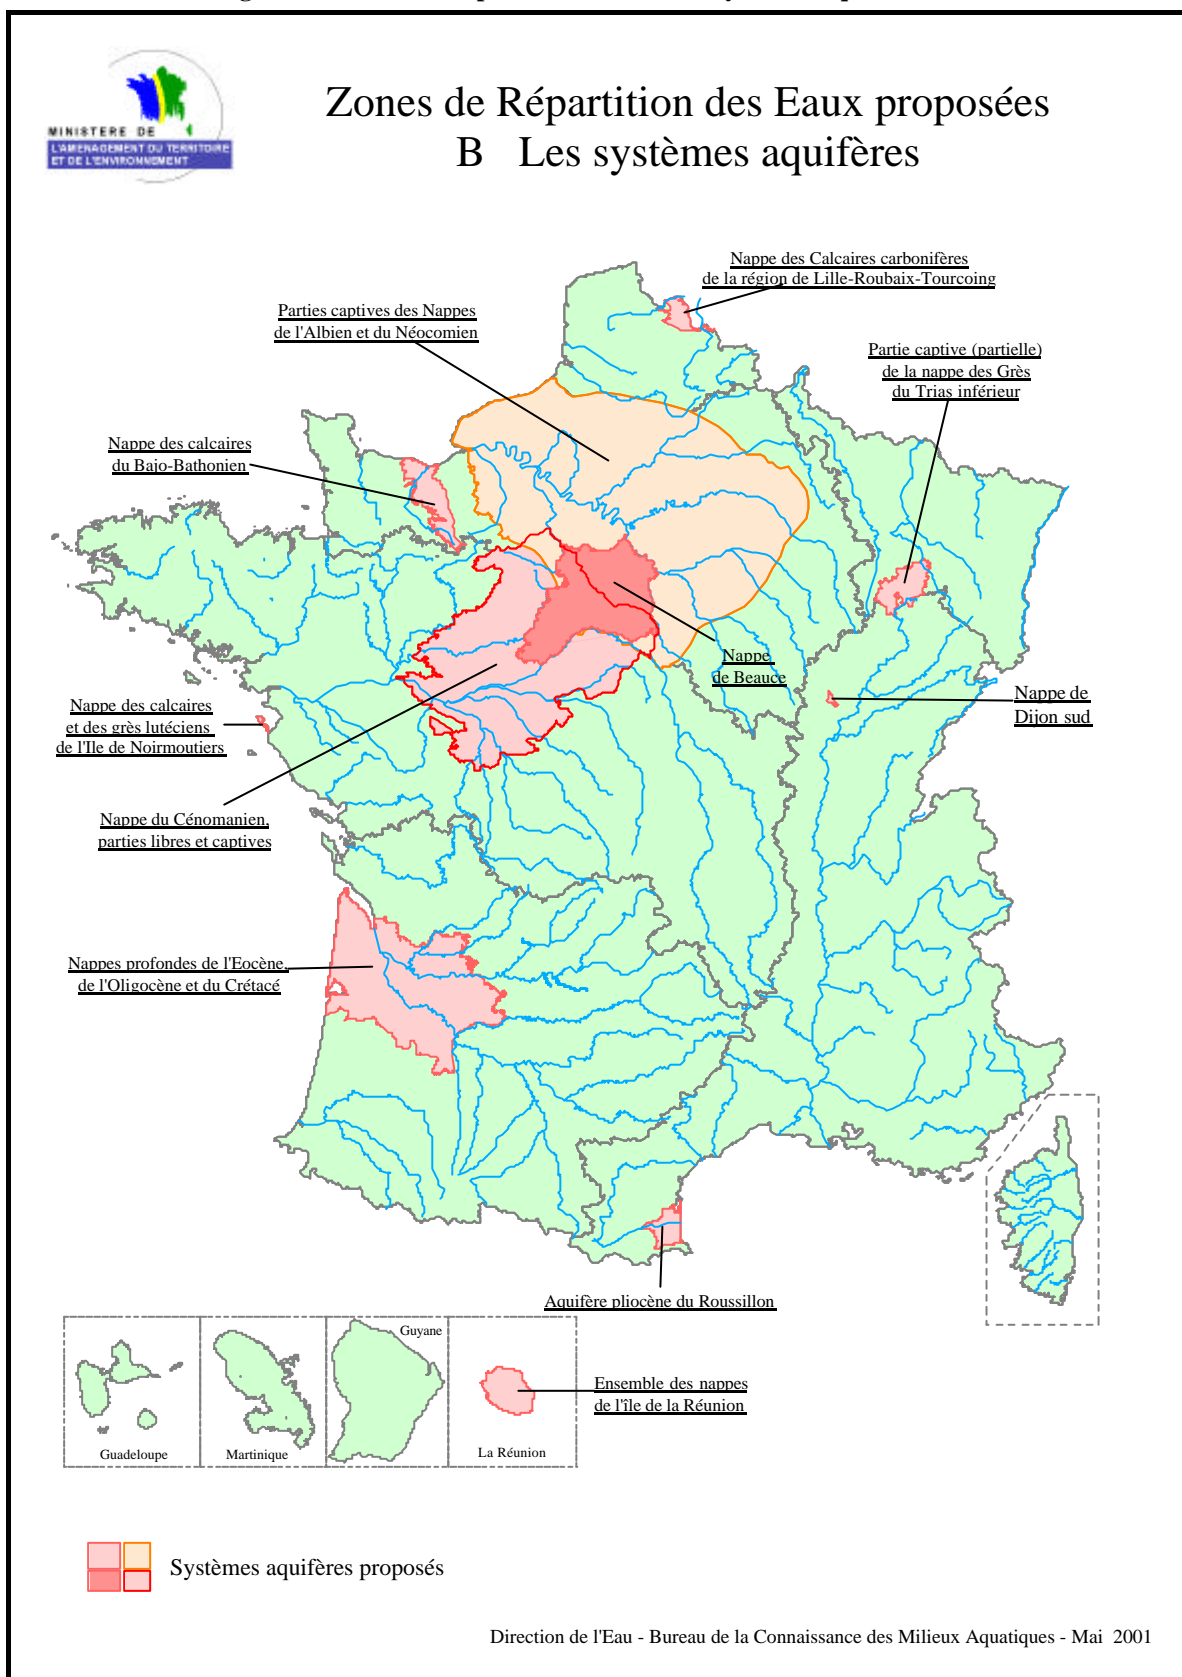 MINISTERE DE
L'AMENAGEMENT DU TERRITOIRE
ET DE L'ENVIRONNEMENT
Zones de Répartition des Eaux proposées
B Les systèmes aquifères
Nappe des Calcaires carbonifères
de la région de Lille-Roubaix-Tourcoing
Parties captives des Nappes
de l'Albien et du Néocomien
Partie captive (partielle)
de la nappe des Grès
du Trias inférieur
Nappe des calcaires
du Bajo-Bathonien
Nappe
de Beauce
Nappe de
Dijon sud
Nappe des calcaires
et des grès lutéciens
de l'Ile de Noirmoutiers
Nappe du Cénomanien,
parties libres et captives
Nappes profondes de l'Eocène,
de l'Oligocène et du Crétacé
Aquifère pliocène du Roussillon
Guyane
Ensemble des nappes
de l'île de la Réunion
Guadeloupe
Martinique
La Réunion
Systèmes aquifères proposés
Direction de l'Eau - Bureau de la Connaissance des Milieux Aquatiques - Mai 2001